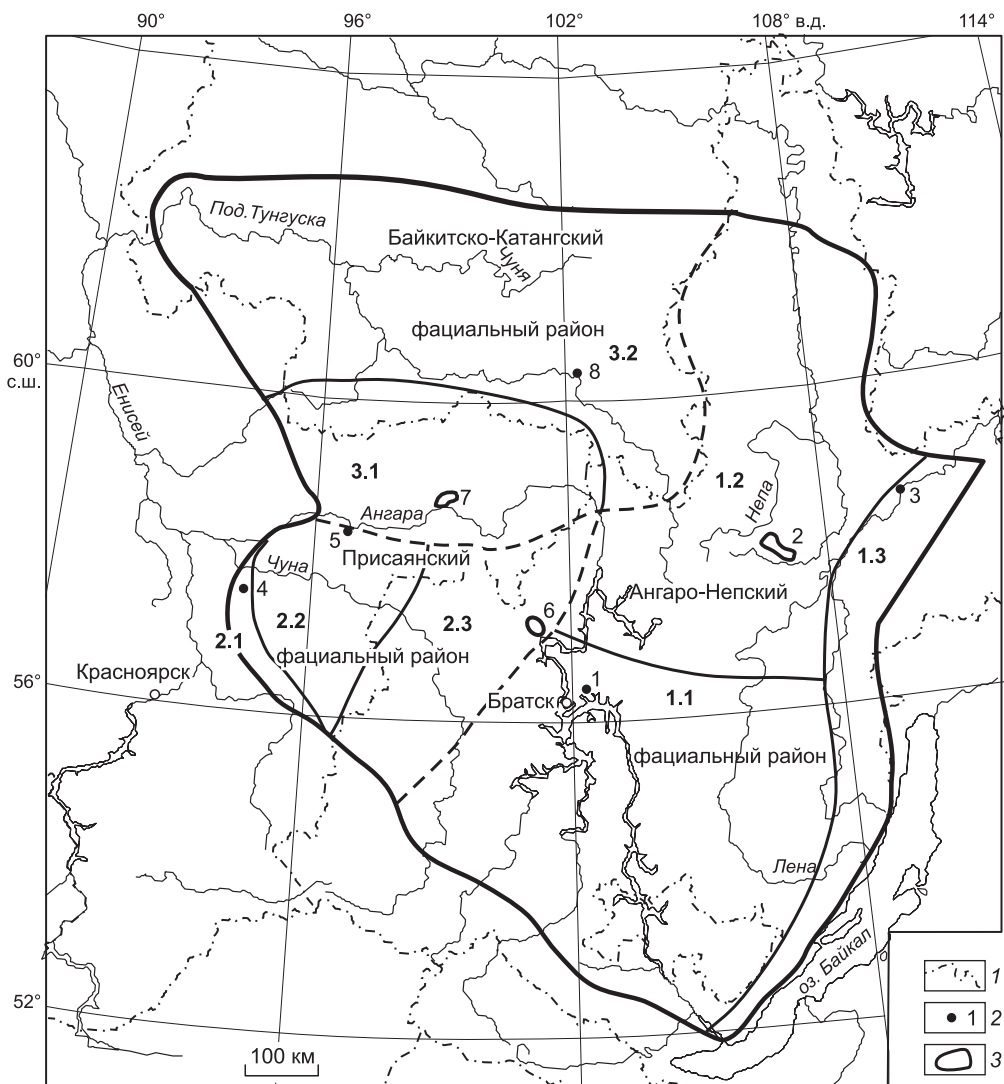 90°
96°
102°
108° в.д.
114°
Под.Тунгуска
Байкитско-Катангский
Чуня
фациальный район
3.2
60°
с.ш.
8
Енисей
3.1
1.2
7
Непа
3
Ангара
5
2
Присаянский
1.3
Чуна
4
Ангаро-Непский
6
2.2
2.3
2.1
фациальный район
Красноярск
56°
1
Братск
1.1
фациальный район
Лена
оз. Байкал
1
1 2
3
52°
100 км